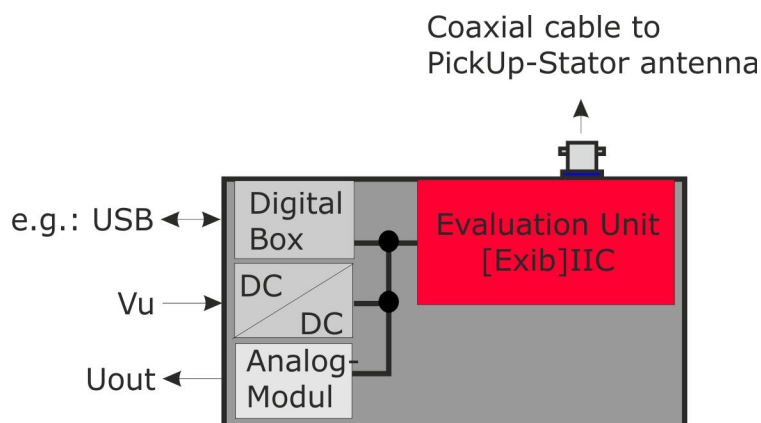 Coaxial cable to
PickUp-Stator antenna
e.g.: USB
Digital
Box
Evaluation Unit
[Exib]IIC
Vu
DC
DC
Uout
Analog-
Modul